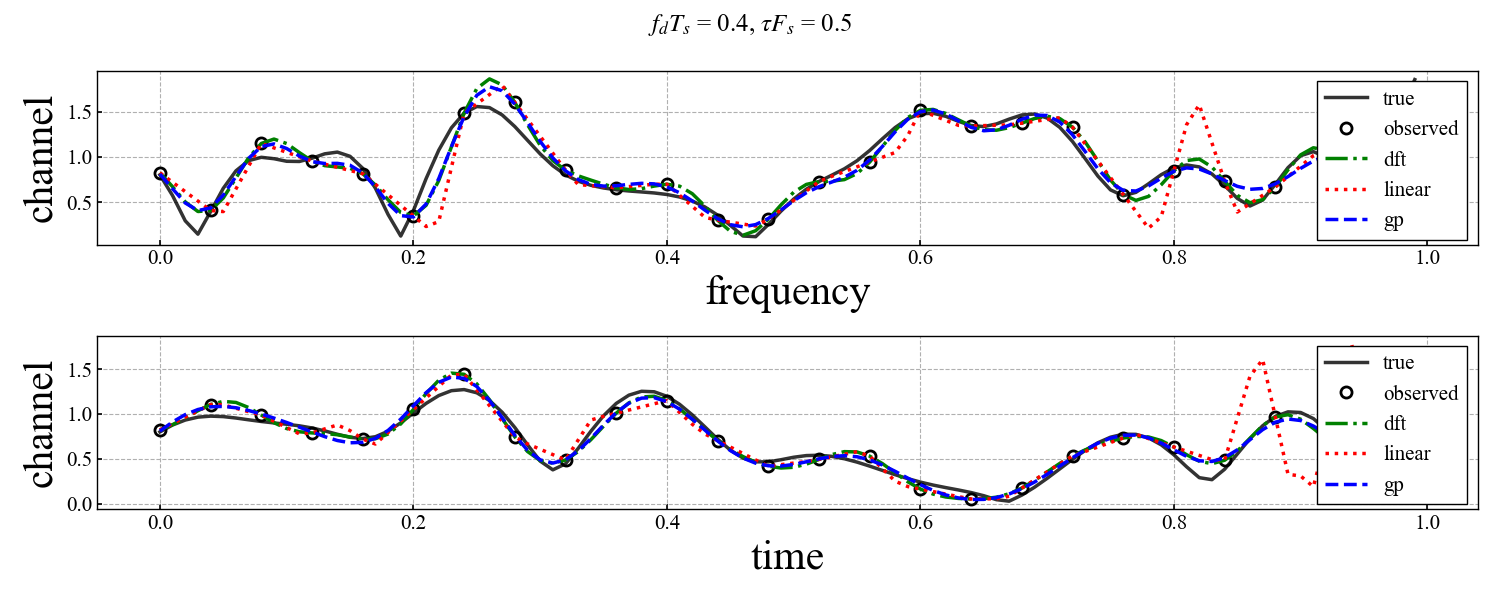 f_dT_s = 0.4, τF_s = 0.5
channel
1.5
1.0
0.5
0.0 0.2 0.4 0.6 0.8 1.0
frequency
true
observed
dft
linear
gp
channel
1.5
1.0
0.5
0.0
0.0 0.2 0.4 0.6 0.8 1.0
time
true
observed
dft
linear
gp